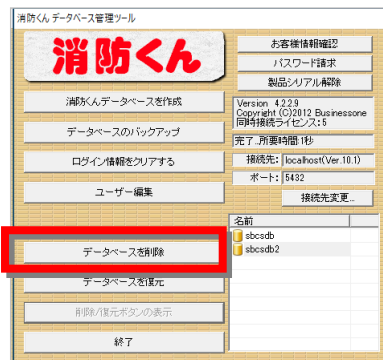 消防くん データベース管理ツール
消防くん
お客様情報確認
パスワード請求
製品シリアル解除
消防くんデータベースを作成
データベースのバックアップ
ログイン情報をクリアする
ユーザー編集
Version 4.2.2.9
Copyright (C)2012 Businessone
同時接続ライセンス：5
完了_所要時間:1秒
接続先： localhost(Ver.10.1)
ポート： 5432
接続先変更...
名前
sbcsdb
sbcsdb2
データベースを削除
データベースを復元
削除/復元ボタンの表示
終了